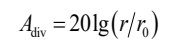 A_div = 20lg(r/r_0)